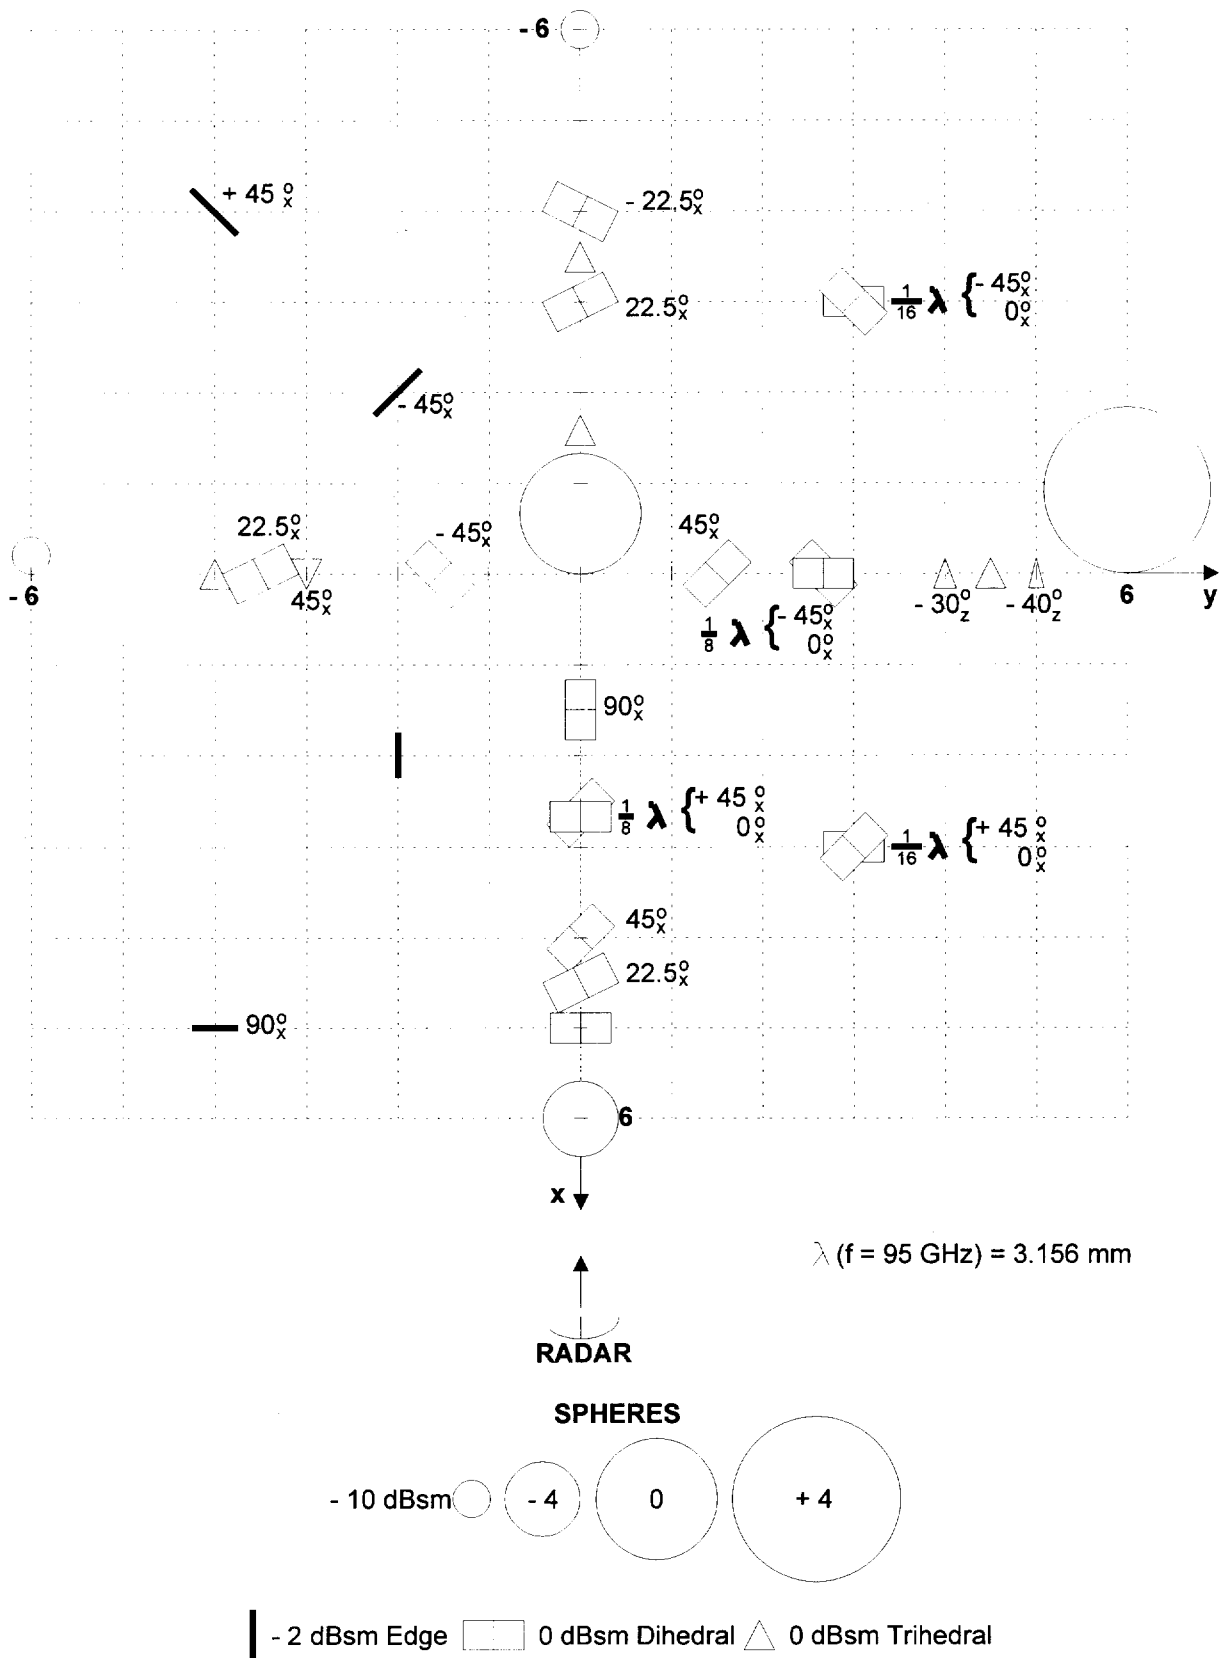 - 6
+ 45°x
- 22.5°x
22.5°x
1/16 λ { - 45°x
0°x
- 45°x
22.5°x
- 45°x
45°x
- 6
45°x
- 30°z
- 40°z
6
y
1/8 λ { - 45°x
0°x
90°x
1/8 λ { + 45°x
0°x
1/16 λ { + 45°x
0°x
45°x
22.5°x
90°x
6
x
λ (f = 95 GHz) = 3.156 mm
RADAR
SPHERES
- 10 dBsm
- 4
0
+ 4
- 2 dBsm Edge
0 dBsm Dihedral
0 dBsm Trihedral